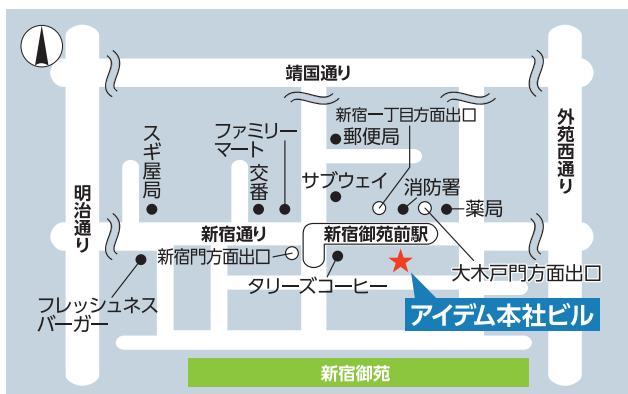 靖国通り
新宿一丁目方面出口
外苑西通り
ファミリー
マート
郵便局
スギ屋局
交番
サブウェイ
消防署
薬局
明治通り
新宿通り
新宿御苑前駅
新宿門方面出口
大木戸門方面出口
タリーズコーヒー
フレッシュネス
バーガー
アイデム本社ビル
新宿御苑